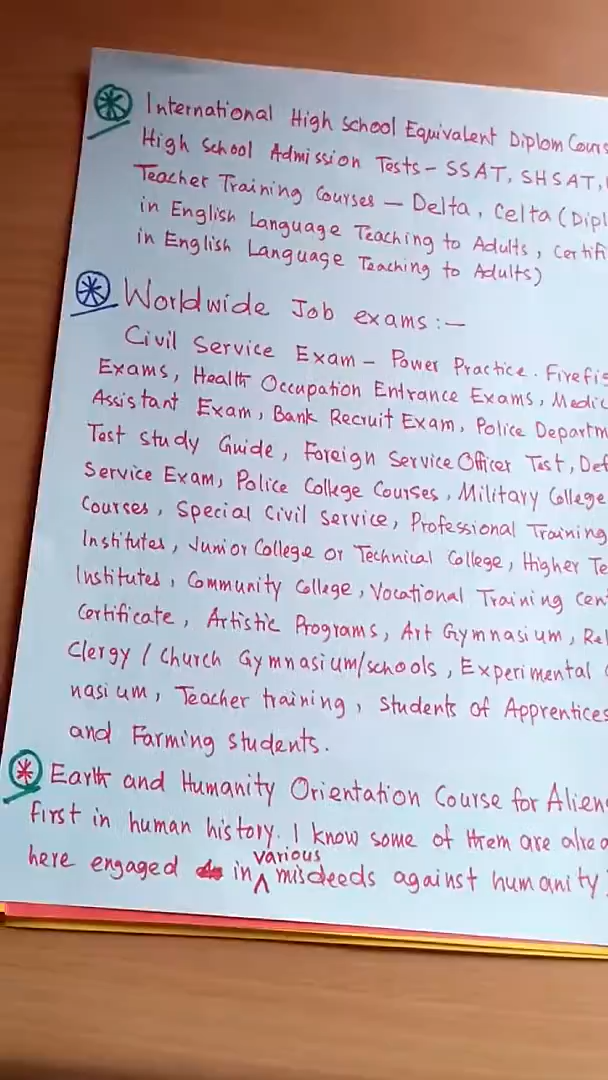 International High School Equivalent Diplom Cours
High School Admission Tests - SSAT, SHSAT,
Teacher Training Courses - Delta, Celta (Dipl
in English Language Teaching to Adults, Certifi
in English Language Teaching to Adults)
Worldwide Job exams :-
Civil Service Exam - Power Practice. Firefig
Exams, Health Occupation Entrance Exams, Medic
Assistant Exam, Bank Recruit Exam, Police Departm
Test Study Guide, Foreign Service Officer Test, Def
Service Exam, Police College Courses, Military College
Courses, Special Civil Service, Professional Training
Institutes, Junior College or Technical College, Higher Te
Institutes, Community College, Vocational Training Cen
Certificate, Artistic Programs, Art Gymnasium, Rel
Clergy / Church Gymnasium/schools, Experimental
nasium, Teacher training, Students of Apprentices
and Farming students.
Earth and Humanity Orientation Course for Alien
first in human history. I know some of them are alrea
here engaged in various misdeeds against humanity